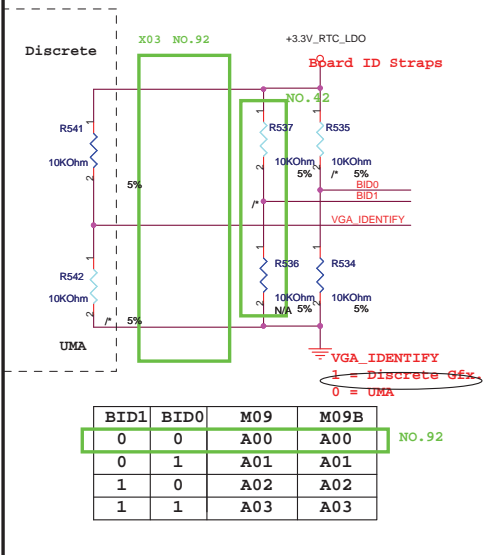 X03 NO.92
+3.3V_RTC_LDO
Discrete
Board ID Straps
NO.42
1
1
1
R541
R537
R535
10KOhm
10KOhm
10KOhm
2
5%
2
5%
2
/*
5%
BID0
BID1
/*
VGA_IDENTIFY
1
1
1
R542
R536
R534
10KOhm
10KOhm
10KOhm
2
/*
5%
2
N/A
5%
2
5%
UMA
VGA_IDENTIFY
1 = Discrete Gfx.
0 = UMA
BID1 BID0 M09 M09B
0 0 A00 A00 NO.92
0 1 A01 A01
1 0 A02 A02
1 1 A03 A03